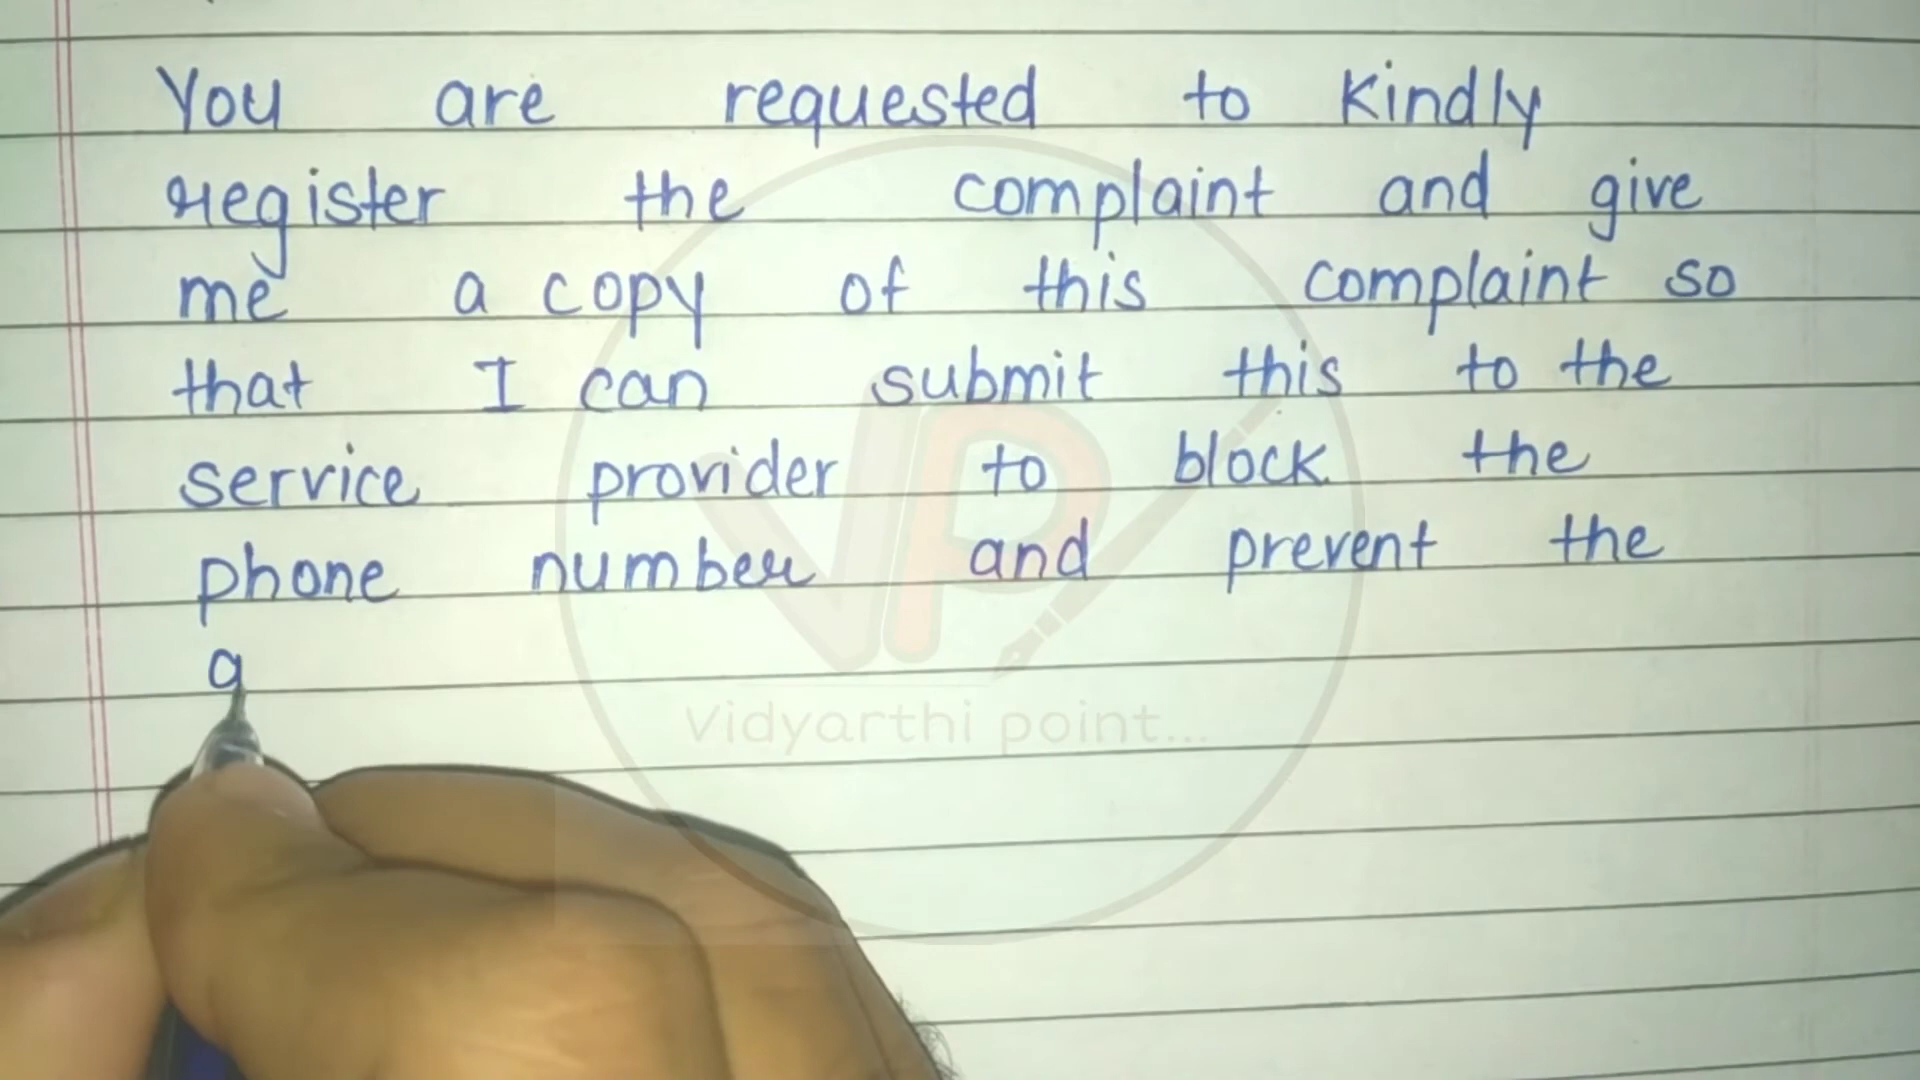 You are requested to kindly
register the complaint and give
me a copy of this complaint so
that I can submit this to the
service provider to block the
phone number and prevent the
a
VP
Vidyarthi point...